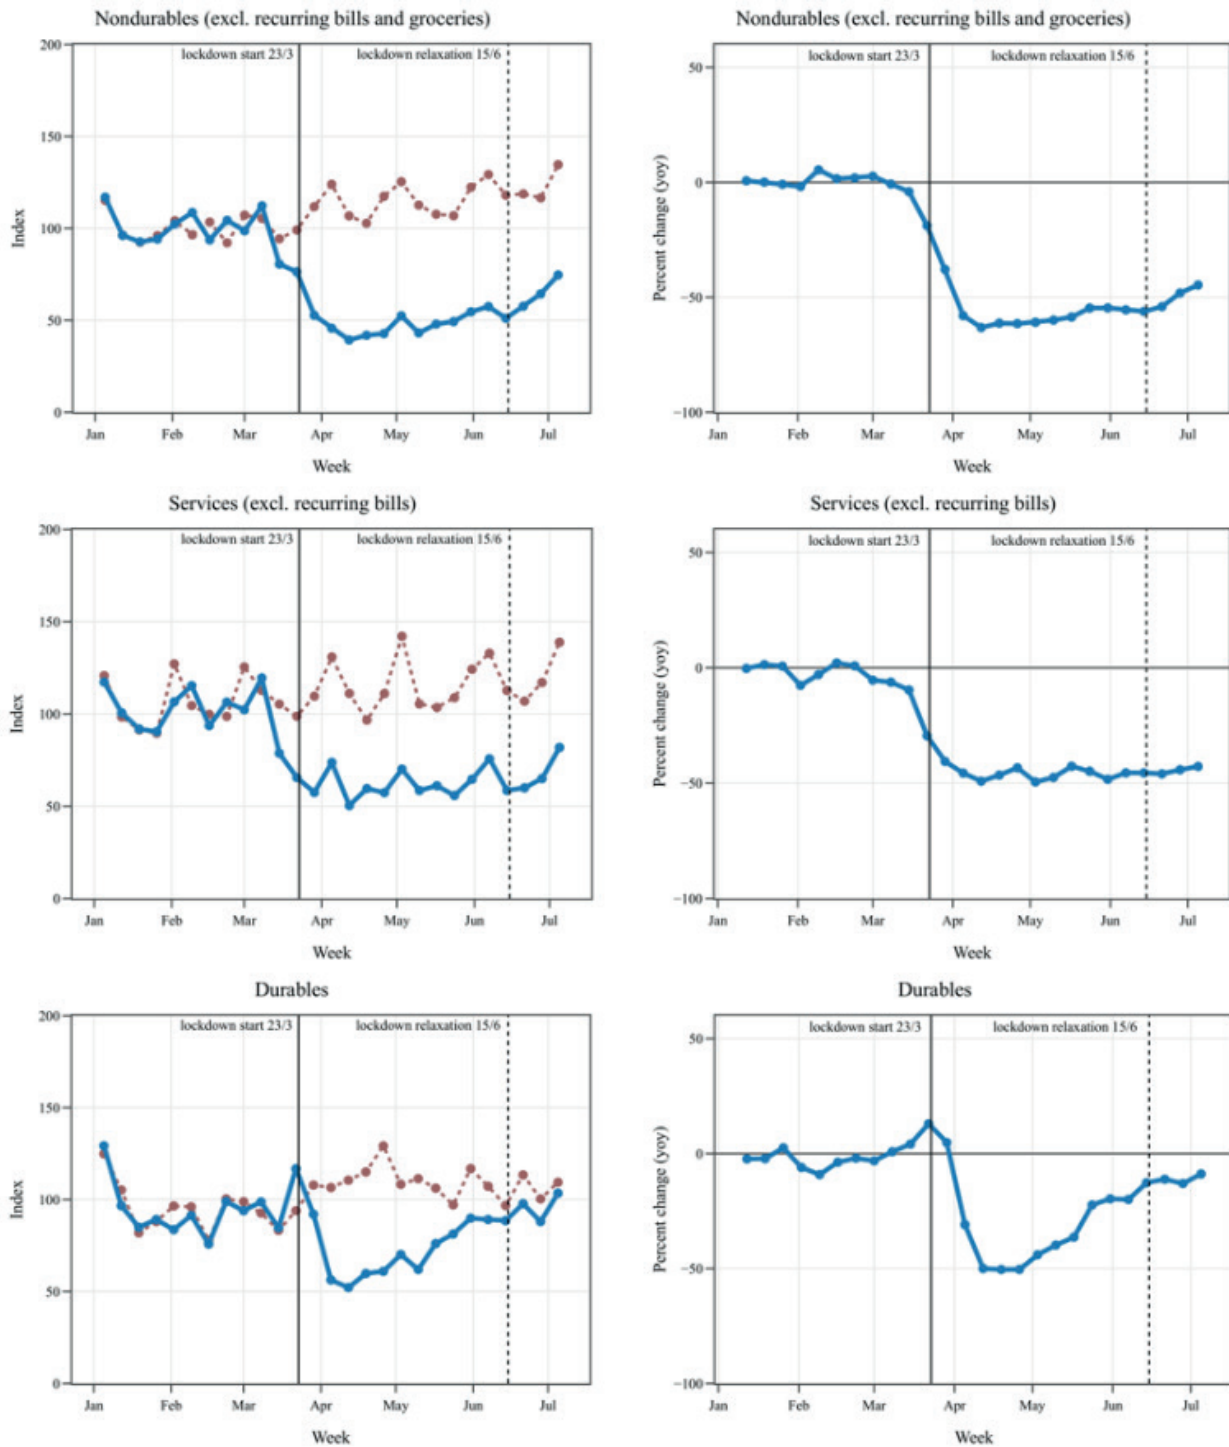 Nondurables (excl. recurring bills and groceries)
200
150
100
50
0
Index
lockdown start 23/3
lockdown relaxation 15/6
Jan Feb Mar Apr May Jun Jul
Week
Nondurables (excl. recurring bills and groceries)
50
0
−50
−100
Percent change (yoy)
lockdown start 23/3
lockdown relaxation 15/6
Jan Feb Mar Apr May Jun Jul
Week
Services (excl. recurring bills)
200
150
100
50
0
Index
lockdown start 23/3
lockdown relaxation 15/6
Jan Feb Mar Apr May Jun Jul
Week
Services (excl. recurring bills)
50
0
−50
−100
Percent change (yoy)
lockdown start 23/3
lockdown relaxation 15/6
Jan Feb Mar Apr May Jun Jul
Week
Durables
200
150
100
50
0
Index
lockdown start 23/3
lockdown relaxation 15/6
Jan Feb Mar Apr May Jun Jul
Week
Durables
50
0
−50
−100
Percent change (yoy)
lockdown start 23/3
lockdown relaxation 15/6
Jan Feb Mar Apr May Jun Jul
Week